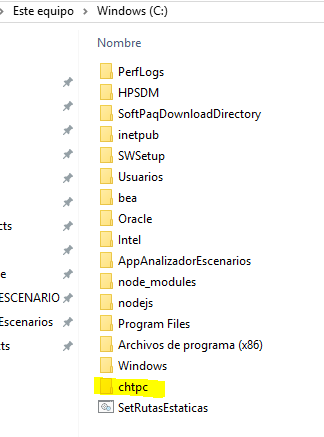 Este equipo > Windows (C:)
Nombre
PerfLogs
HPSDM
SoftPaqDownloadDirectory
inetpub
SWSetup
Usuarios
bea
Oracle
cts
Intel
AppAnalizadorEscenarios
e
node_modules
ESCENARIO
nodejs
Escenarios
Program Files
cts
Archivos de programa (x86)
Windows
chtpc
SetRutasEstaticas